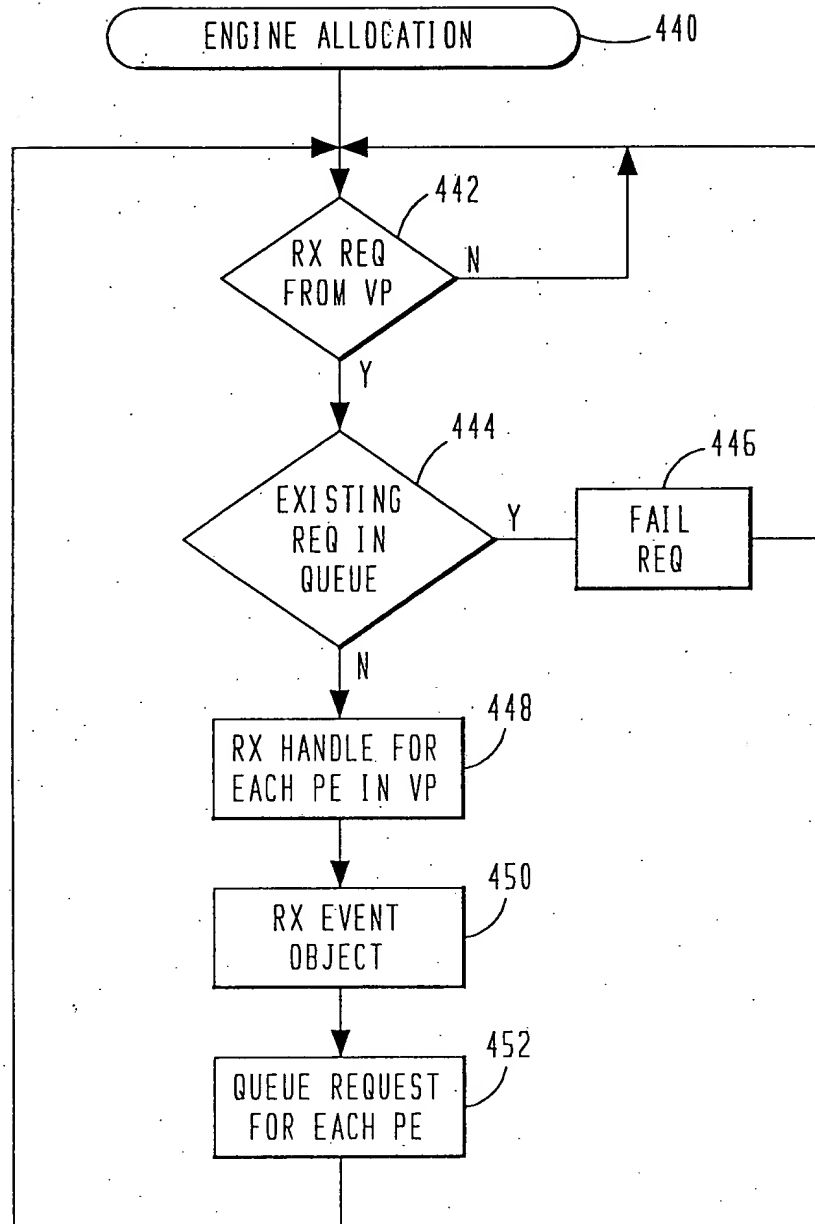 ENGINE ALLOCATION
440
442
RX REQ
FROM VP
N
Y
444
EXISTING
REQ IN
QUEUE
Y
446
FAIL
REQ
N
448
RX HANDLE FOR
EACH PE IN VP
450
RX EVENT
OBJECT
452
QUEUE REQUEST
FOR EACH PE